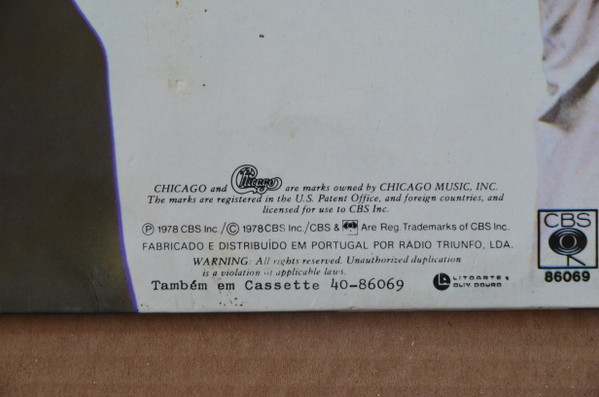 CHICAGO and Chicago are marks owned by CHICAGO MUSIC, INC.
The marks are registered in the U.S. Patent Office, and foreign countries, and
licensed for use to CBS Inc.
Ⓟ 1978 CBS Inc./Ⓒ 1978 CBS Inc./CBS & Are Reg. Trademarks of CBS Inc.
FABRICADO E DISTRIBUÍDO EM PORTUGAL POR RADIO TRIUNFO, LDA.
WARNING: All rights reserved. Unauthorized duplication
is a violation of applicable laws.
Também em Cassette 40-86069
LITOARTE
OLIV. DOURO
CBS
86069